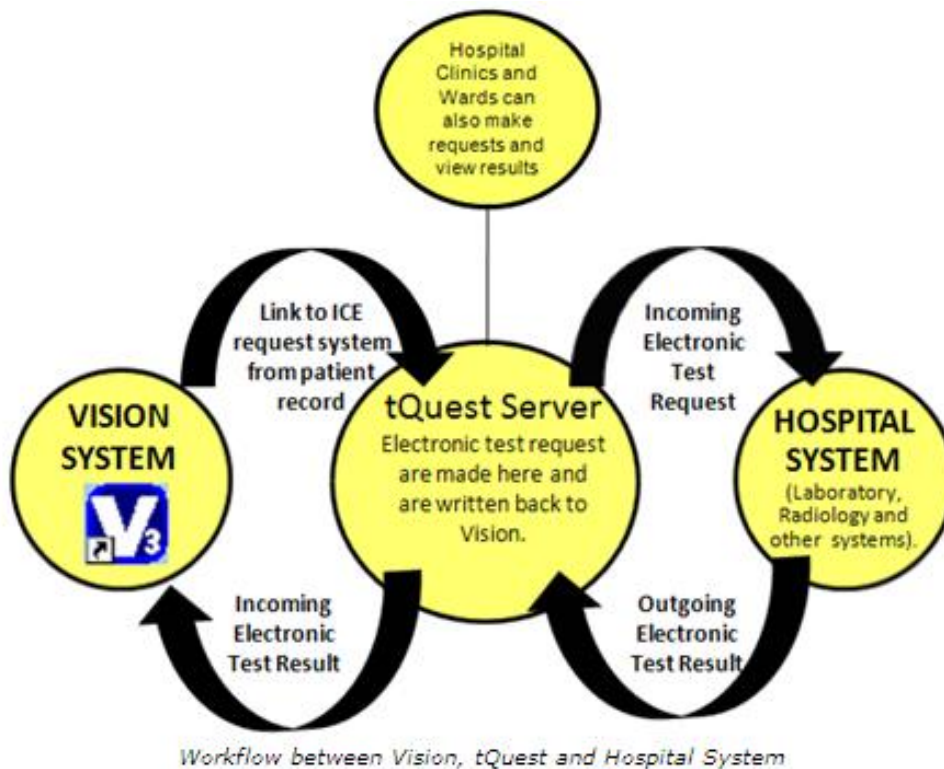 Hospital
Clinics and
Wards can
also make
requests and
view results
Link to ICE
request system
from patient
record
Incoming
Electronic
Test
Request
VISION
SYSTEM
V3
tQuest Server
Electronic test request
are made here and
are written back to
Vision.
HOSPITAL
SYSTEM
(Laboratory,
Radiology and
other systems).
Incoming
Electronic
Test Result
Outgoing
Electronic
Test Result
Workflow between Vision, tQuest and Hospital System